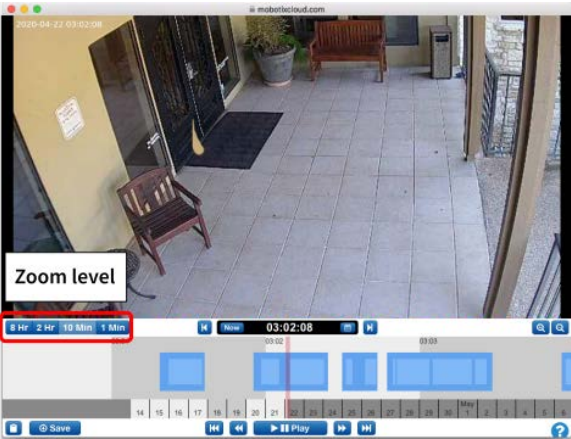 mobotixcloud.com
2020-04-22 03:02:08
Zoom level
8 Hr 2 Hr 10 Min 1 Min
Now 03:02:08
03:02 03:03
May
14 15 16 17 18 19 20 21 22 23 24 25 26 27 28 29 30 1 2 3 4 5 6
Save Play
?